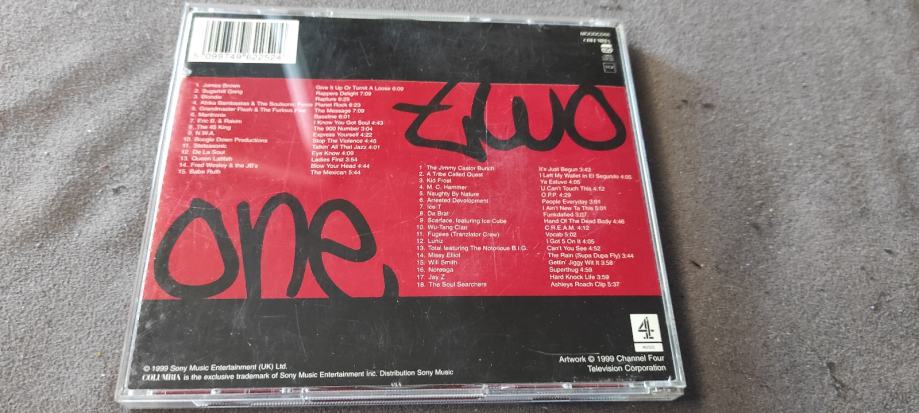 5 099749 622524
two
1. James Brown Give It Up Or Turnit A Loose 6:09
2. Sugarhill Gang Rappers Delight 7:09
3. Blondie Rapture 6:25
4. Afrika Bambaataa & The Soulsonic Force Planet Rock 6:23
5. Grandmaster Flash & The Furious Five The Message 7:09
6. Mantronix Bassline 6:01
7. Eric B. & Rakim I Know You Got Soul 4:43
8. The 45 King The 900 Number 3:04
9. N.W.A. Express Yourself 4:22
10. Boogie Down Productions Stop The Violence 4:45
11. Stetsasonic Talkin' All That Jazz 4:01
12. De La Soul Eye Know 4:09
13. Queen Latifah Ladies First 3:54
14. Fred Wesley & the JB's Blow Your Head 4:44
15. Babe Ruth The Mexican 5:44
1. The Jimmy Castor Bunch It's Just Begun 3:43
2. A Tribe Called Quest I Left My Wallet in El Segundo 4:05
3. Kid Frost Ya Estuvo 4:05
4. M.C. Hammer U Can't Touch This 4:12
5. Naughty By Nature O.P.P. 4:29
6. Arrested Development People Everyday 3:01
7. Ice T I Ain't New Ta This 5:01
8. Da Brat Funkdafied 3:07
9. Scarface, featuring Ice Cube Hand Of The Dead Body 4:46
10. Wu-Tang Clan C.R.E.A.M. 4:12
11. Fugees (Tranzlator Crew) Vocab 5:02
12. Luniz I Got 5 On It 4:05
13. Total featuring The Notorious B.I.G. Can't You See 4:52
14. Missy Elliot The Rain (Supa Dupa Fly) 3:44
15. Will Smith Gettin' Jiggy Wit It 3:58
16. Noreaga Superthug 4:58
17. Jay Z Hard Knock Life 3:59
18. The Soul Searchers Ashleys Roach Clip 5:37
one
4
© 1999 Sony Music Entertainment (UK) Ltd.
COLUMBIA is the exclusive trademark of Sony Music Entertainment Inc. Distribution Sony Music
Artwork © 1999 Channel Four
Television Corporation